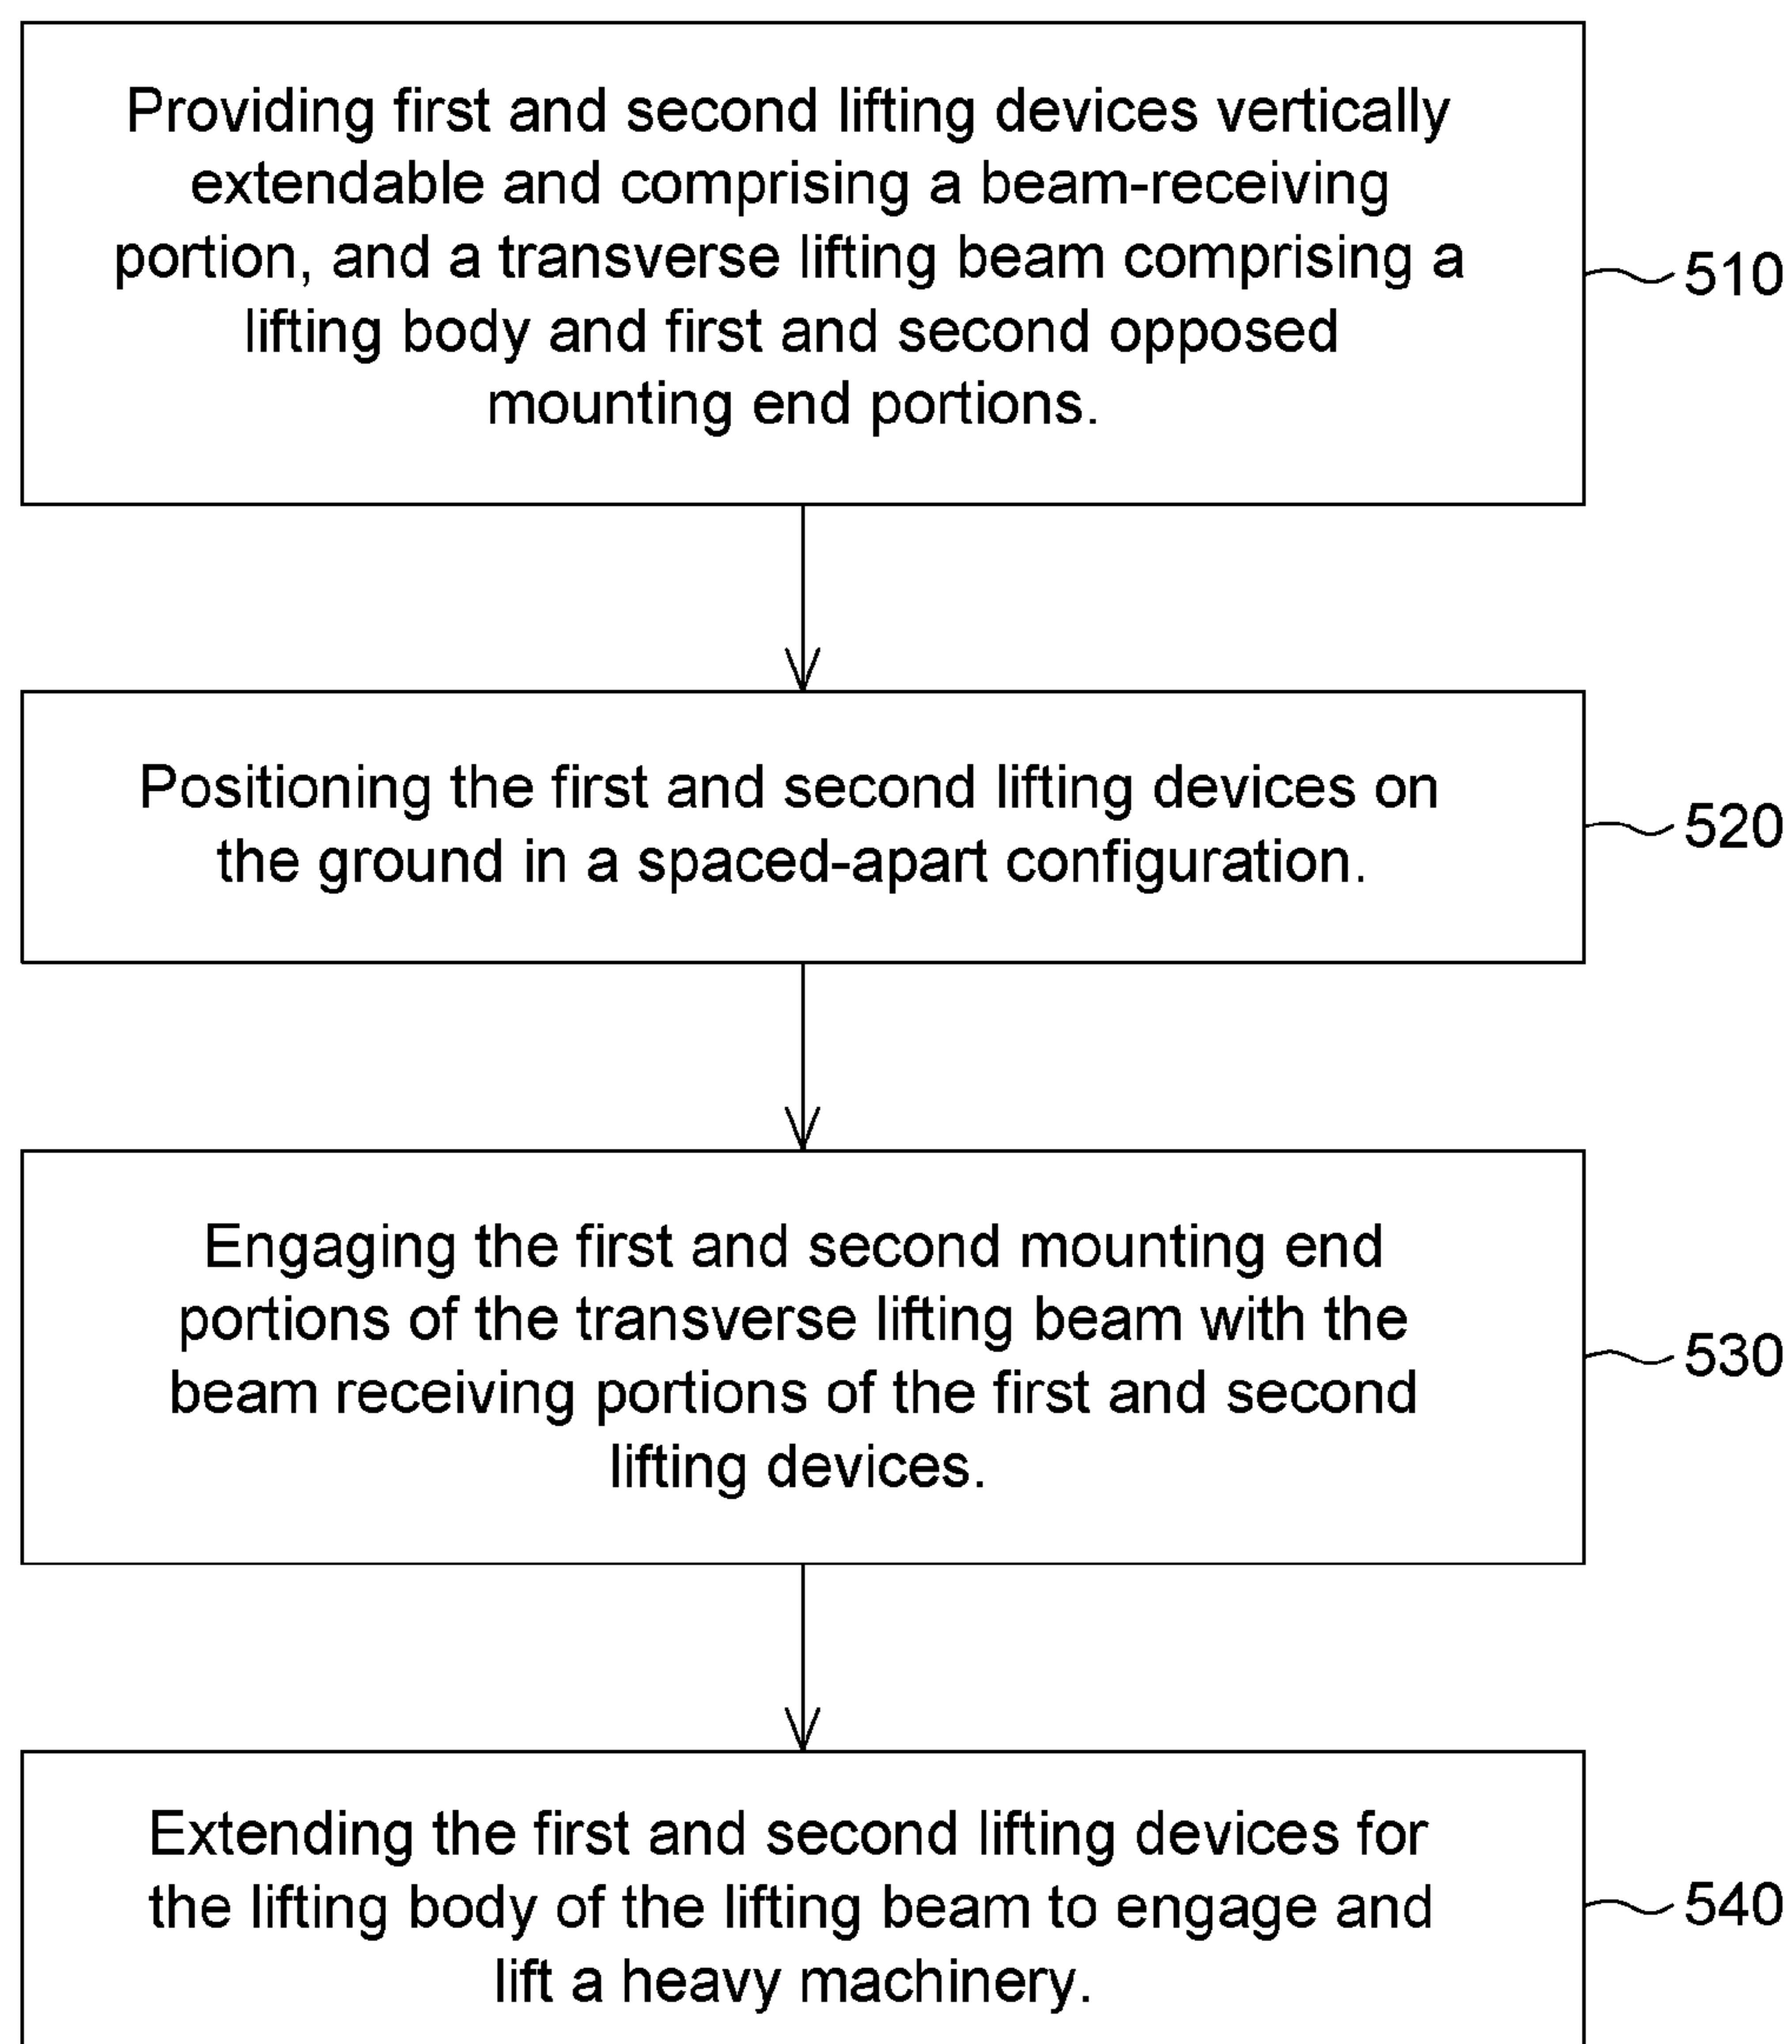 Providing first and second lifting devices vertically
extendable and comprising a beam-receiving
portion, and a transverse lifting beam comprising a
lifting body and first and second opposed
mounting end portions.
510
Positioning the first and second lifting devices on
the ground in a spaced-apart configuration.
520
Engaging the first and second mounting end
portions of the transverse lifting beam with the
beam receiving portions of the first and second
lifting devices.
530
Extending the first and second lifting devices for
the lifting body of the lifting beam to engage and
lift a heavy machinery.
540